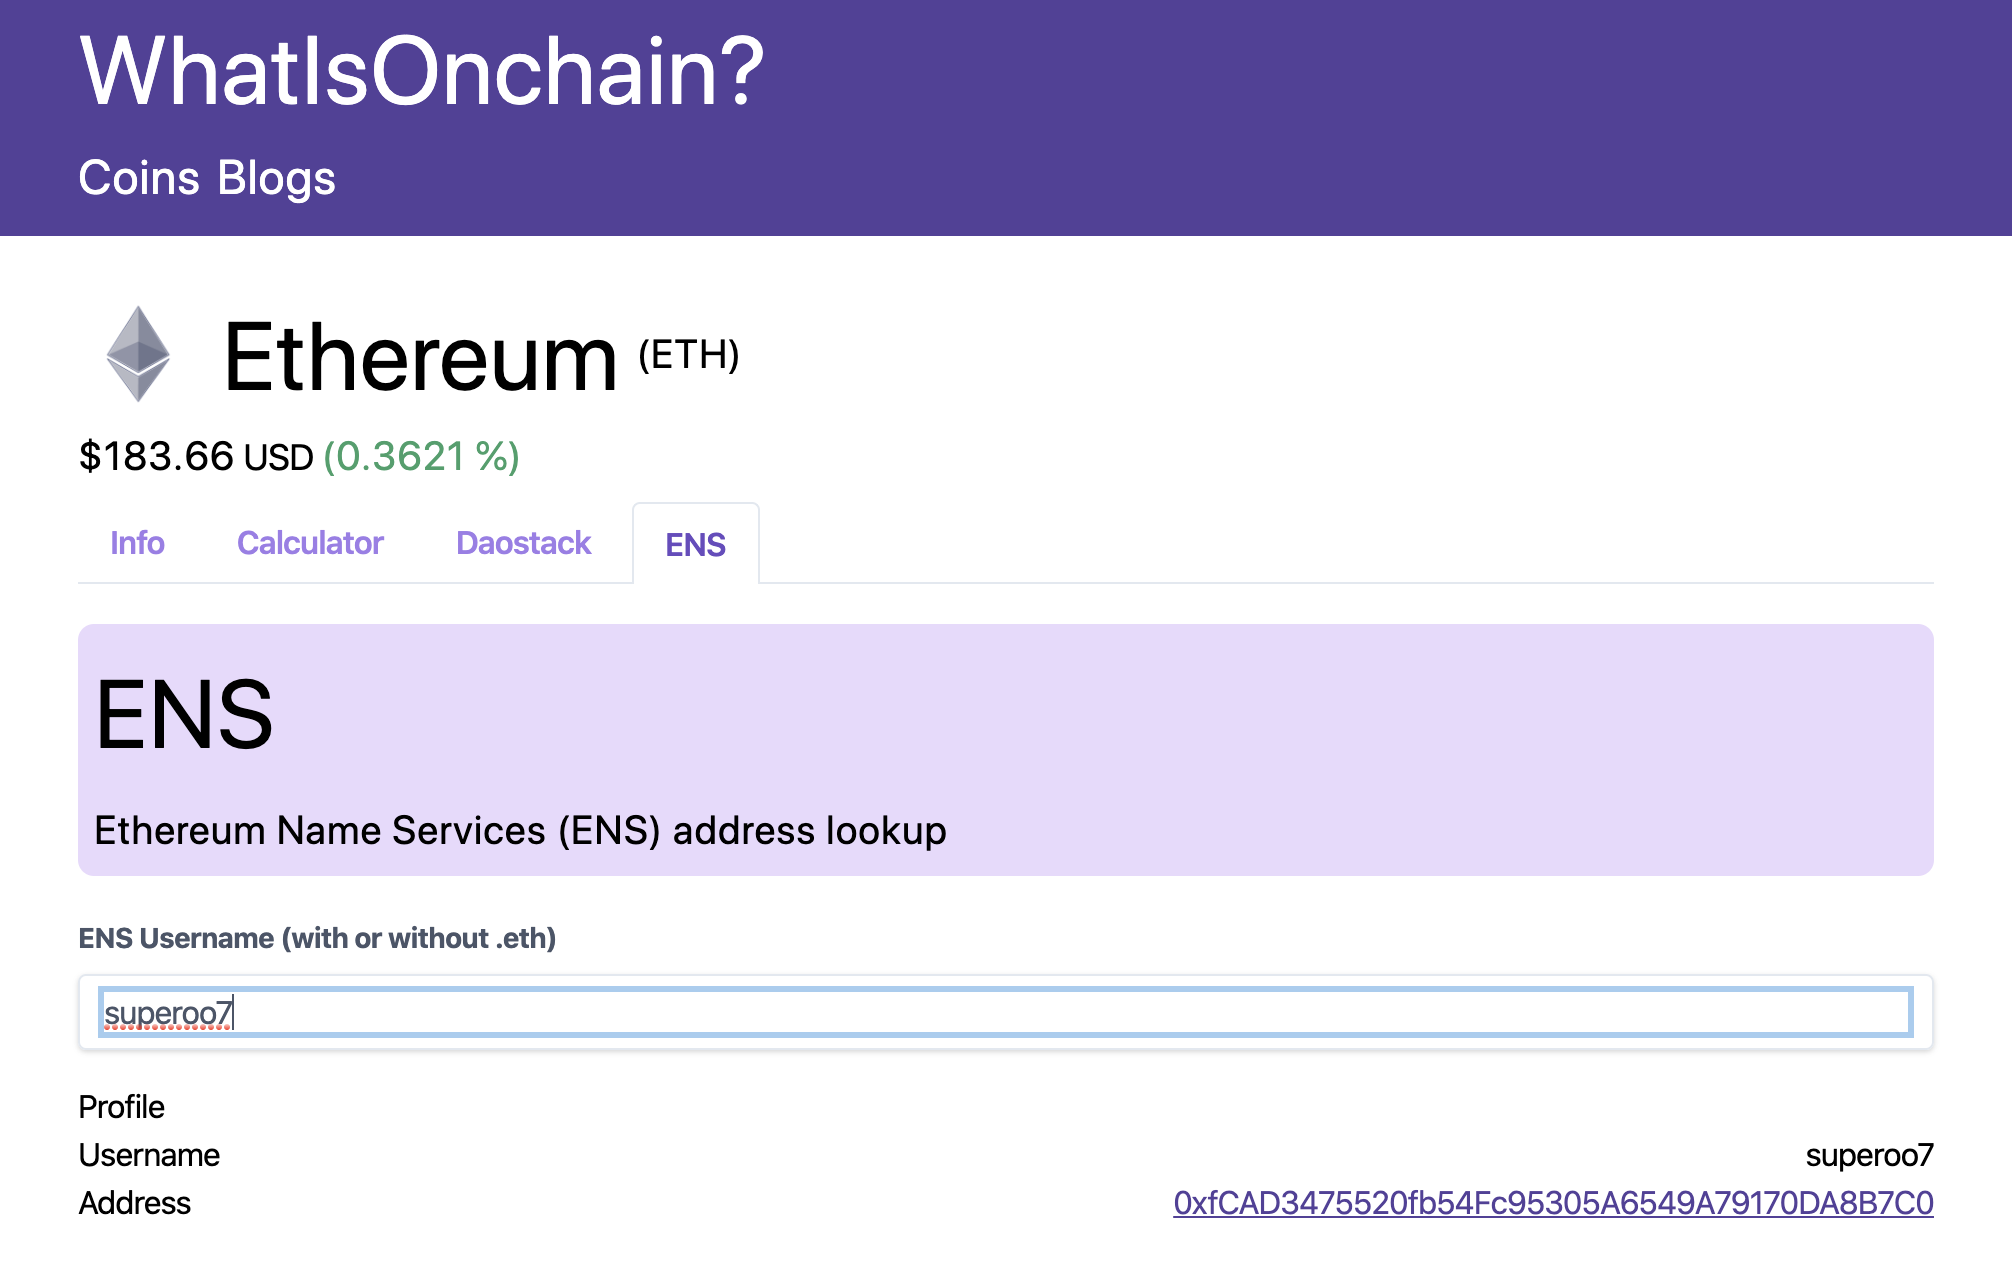 WhatIsOnchain?
Coins Blogs
Ethereum (ETH)
$183.66 USD (0.3621 %)
Info Calculator Daostack ENS
ENS
Ethereum Name Services (ENS) address lookup
ENS Username (with or without .eth)
superoo7
Profile
Username superoo7
Address 0xfCAD3475520fb54Fc95305A6549A79170DA8B7C0